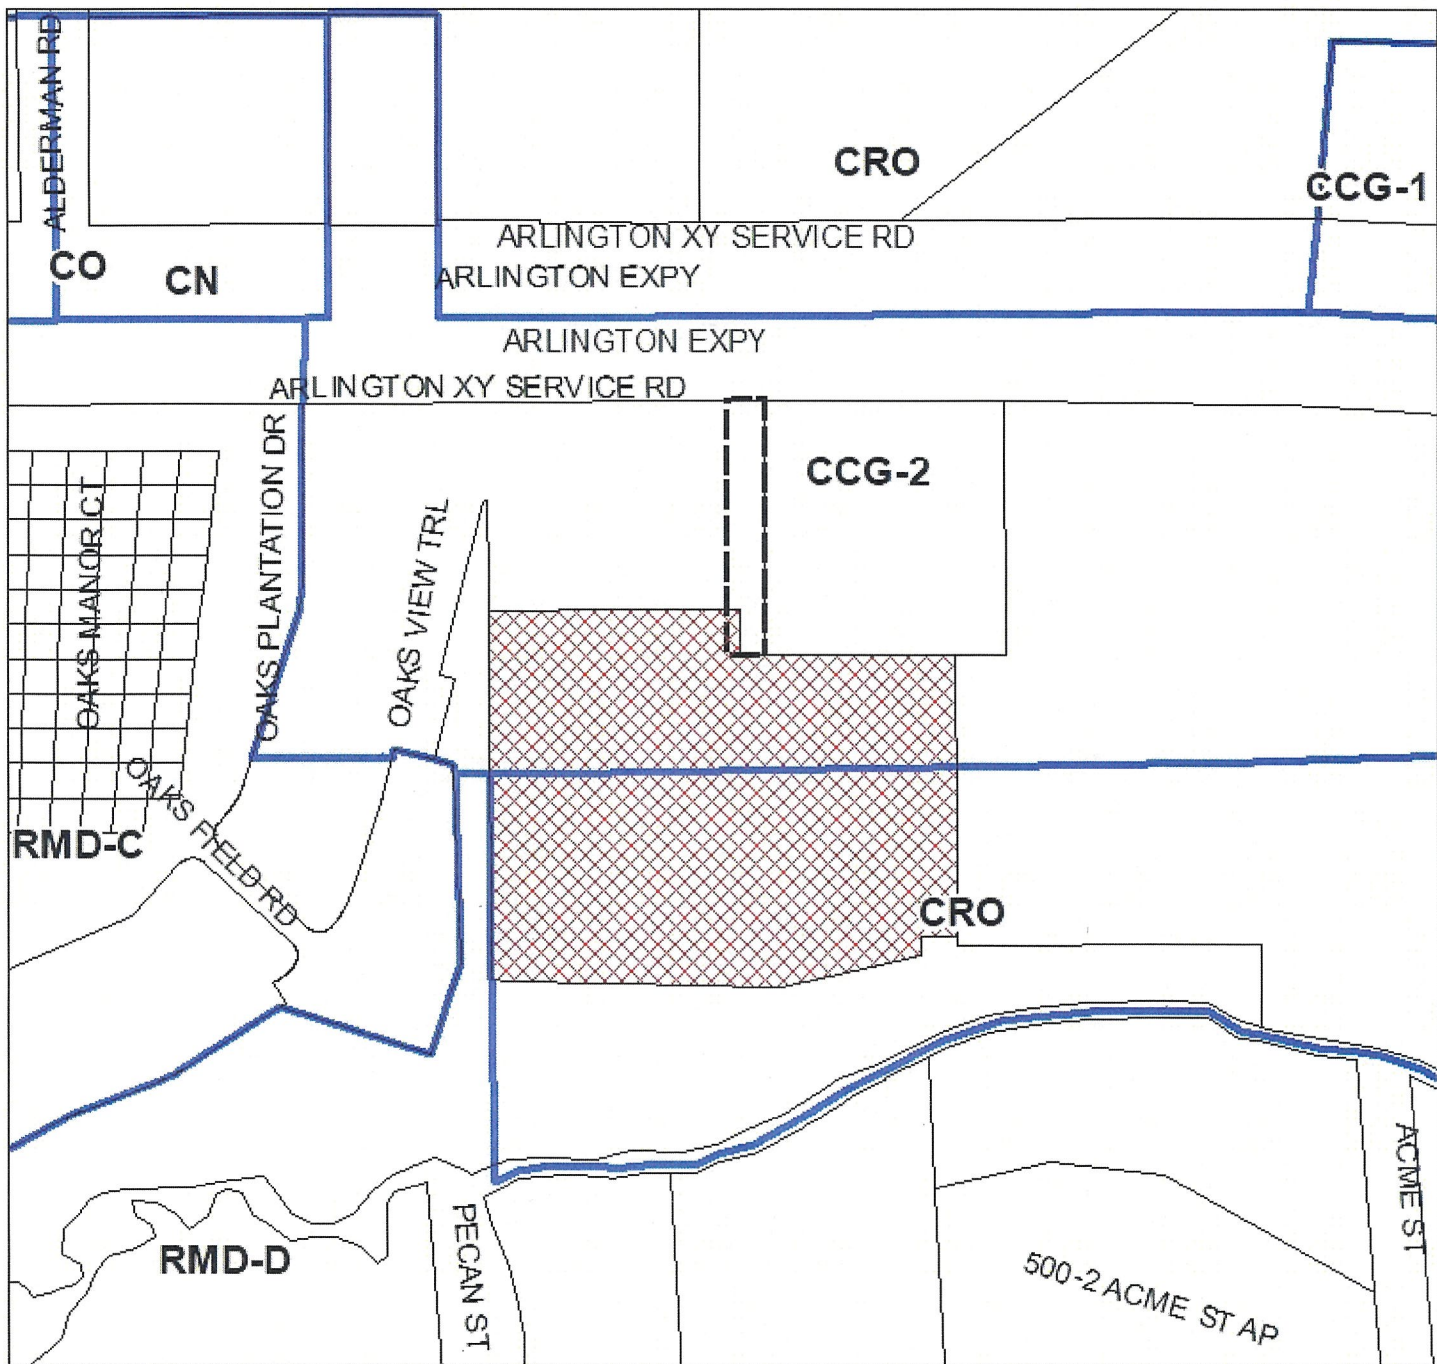 ALDERMAN RD
CRO
CCG-1
ARLINGTON XY SERVICE RD
CO
CN
ARLINGTON EXPY
ARLINGTON EXPY
ARLINGTON XY SERVICE RD
CCG-2
OAKS MANOR CT
OAKS PLANTATION DR
OAKS VIEW TRL
OAKS FIELD RD
RMD-C
CRO
RMD-D
PECAN ST
500-2 ACME ST AP
ACME ST